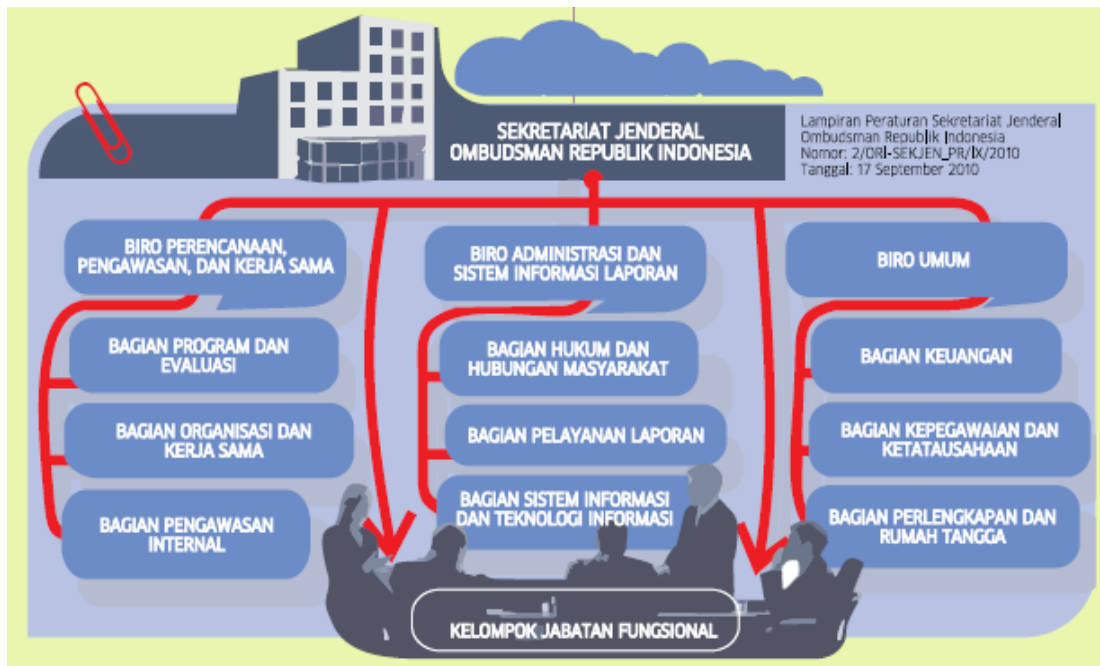 SEKRETARIAT JENDERAL
OMBUDSMAN REPUBLIK INDONESIA
Lampiran Peraturan Sekretariat Jenderal
Ombudsman Republik Indonesia
Nomor: 2/ORI-SEKJEN_PR/IX/2010
Tanggal: 17 September 2010
BIRO PERENCANAAN,
PENGAWASAN, DAN KERJA SAMA
BAGIAN PROGRAM DAN
EVALUASI
BAGIAN ORGANISASI DAN
KERJA SAMA
BAGIAN PENGAWASAN
INTERNAL
BIRO ADMINISTRASI DAN
SISTEM INFORMASI LAPORAN
BAGIAN HUKUM DAN
HUBUNGAN MASYARAKAT
BAGIAN PELAYANAN LAPORAN
BAGIAN SISTEM INFORMASI
DAN TEKNOLOGI INFORMASI
BIRO UMUM
BAGIAN KEUANGAN
BAGIAN KEPEGAWAIAN DAN
KETATAUSAHAAN
BAGIAN PERLENGKAPAN DAN
RUMAH TANGGA
KELOMPOK JABATAN FUNGSIONAL